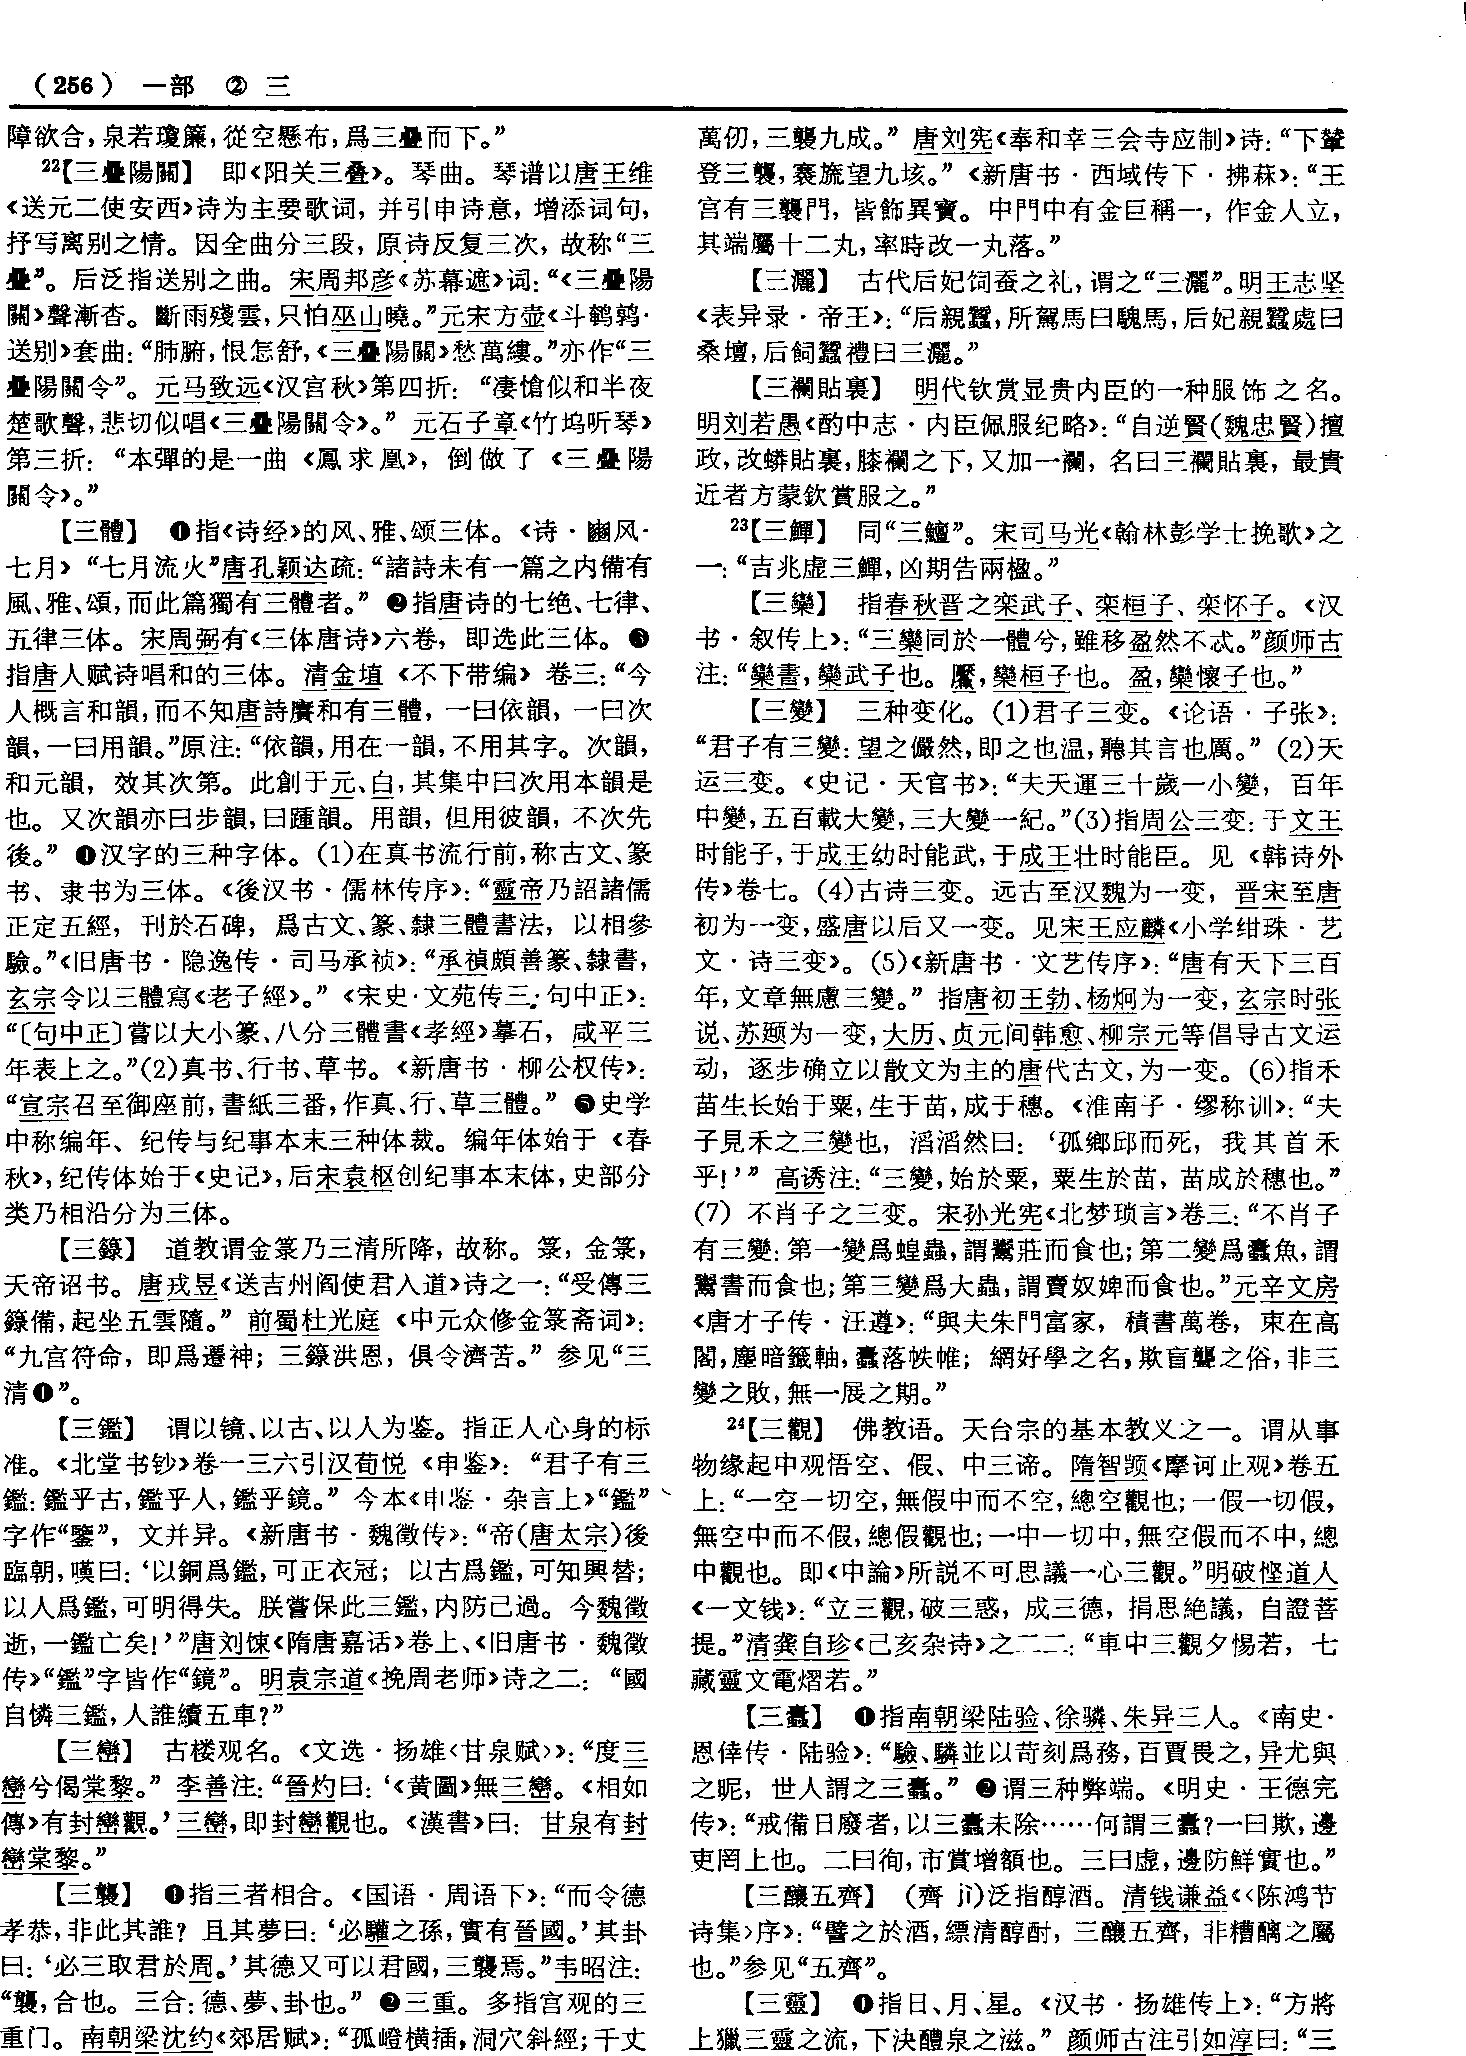 （256） 一部 ② 三
障欲合，泉若瓊簾，從空懸布，爲三疊而下。”
22【三疊陽關】 即《阳关三叠》。琴曲。琴谱以唐王维
《送元二使安西》诗为主要歌词，并引申诗意，增添词句，
抒写离别之情。因全曲分三段，原诗反复三次，故称“三
疊”。后泛指送别之曲。宋周邦彦《苏幕遮》词：“《三疊陽
關》聲漸杳。斷雨殘雲，只怕巫山曉。”元宋方壶《斗鹌鹑·
送别》套曲：“肺腑，恨怎舒，《三疊陽關》愁萬縷。”亦作“三
疊陽關令”。元马致远《汉宫秋》第四折：“凄愴似和半夜
楚歌聲，悲切似唱《三疊陽關令》。” 元石子章《竹坞听琴》
第三折：“本彈的是一曲《鳳求凰》，倒做了《三疊陽
關令》。”
【三體】 ❶指《诗经》的风、雅、颂三体。《诗·豳风·
七月》“七月流火”唐孔颖达疏：“諸詩未有一篇之内備有
風、雅、頌，而此篇獨有三體者。” ❷指唐诗的七绝、七律、
五律三体。宋周弼有《三体唐诗》六卷，即选此三体。❸
指唐人赋诗唱和的三体。清金埴《不下带编》卷三：“今
人概言和韻，而不知唐詩賡和有三體，一曰依韻，一曰次
韻，一曰用韻。”原注：“依韻，用在一韻，不用其字。次韻，
和元韻，效其次第。此創于元、白，其集中曰次用本韻是
也。又次韻亦曰步韻，曰踵韻。用韻，但用彼韻，不次先
後。” ❹汉字的三种字体。(1)在真书流行前，称古文、篆
书、隶书为三体。《後汉书·儒林传序》：“靈帝乃詔諸儒
正定五經，刊於石碑，爲古文、篆、隸三體書法，以相參
驗。”《旧唐书·隐逸传·司马承祯》：“承禎頗善篆、隸書，
玄宗令以三體寫《老子經》。”《宋史·文苑传三·句中正》：
“〔句中正〕嘗以大小篆、八分三體書《孝經》摹石，咸平三
年表上之。”(2)真书、行书、草书。《新唐书·柳公权传》：
“宣宗召至御座前，書紙三番，作真、行、草三體。” ❺史学
中称编年、纪传与纪事本末三种体裁。编年体始于《春
秋》，纪传体始于《史记》，后宋袁枢创纪事本末体，史部分
类乃相沿分为三体。
【三籙】 道教谓金箓乃三清所降，故称。箓，金箓，
天帝诏书。唐戎昱《送吉州阎使君入道》诗之一：“受傳三
籙備，起坐五雲隨。” 前蜀杜光庭《中元众修金箓斋词》：
“九宫符命，即爲遷神；三籙洪恩，俱令濟苦。” 参见“三
清❶”。
【三鑑】 谓以镜、以古、以人为鉴。指正人心身的标
准。《北堂书钞》卷一三六引汉荀悦《申鉴》：“君子有三
鑑：鑑乎古，鑑乎人，鑑乎鏡。” 今本《申鉴·杂言上》“鑑”
字作“鑒”，文并异。《新唐书·魏徵传》：“帝(唐太宗)後
臨朝，嘆曰：‘以銅爲鑑，可正衣冠；以古爲鑑，可知興替；
以人爲鑑，可明得失。朕嘗保此三鑑，内防己過。今魏徵
逝，一鑑亡矣！’”唐刘𫗧《隋唐嘉话》卷上、《旧唐书·魏徵
传》“鑑”字皆作“鏡”。明袁宗道《挽周老师》诗之二：“國
自憐三鑑，人誰續五車？”
【三巒】 古楼观名。《文选·扬雄〈甘泉赋〉》：“度三
巒兮偈棠黎。” 李善注：“晉灼曰：‘《黄圖》無三巒。《相如
傳》有封巒觀。’三巒，即封巒觀也。《漢書》曰：甘泉有封
巒棠黎。”
【三襲】 ❶指三者相合。《国语·周语下》：“而令德
孝恭，非此其誰？且其夢曰：‘必驩之孫，實有晉國。’其卦
曰：‘必三取君於周。’其德又可以君國，三襲焉。”韦昭注：
“襲，合也。三合：德、夢、卦也。” ❷三重。多指宫观的三
重门。南朝梁沈约《郊居赋》：“孤嶝横插，洞穴斜經；千丈
萬仞，三襲九成。” 唐刘宪《奉和幸三会寺应制》诗：“下輦
登三襲，褰旒望九垓。”《新唐书·西域传下·拂菻》：“王
宫有三襲門，皆飾異寶。中門中有金巨稱一，作金人立，
其端屬十二丸，率時改一丸落。”
【三灑】 古代后妃饲蚕之礼，谓之“三灑”。明王志坚
《表异录·帝王》：“后親蠶，所駕馬曰騩馬，后妃親蠶處曰
桑壇，后飼蠶禮曰三灑。”
【三襴貼裏】 明代钦赏显贵内臣的一种服饰之名。
明刘若愚《酌中志·内臣佩服纪略》：“自逆賢(魏忠賢)擅
政，改蟒貼裏，膝襴之下，又加一襴，名曰三襴貼裏，最貴
近者方蒙欽賞服之。”
23【三鱓】 同“三鱣”。宋司马光《翰林彭学士挽歌》之
一：“吉兆虚三鱓，凶期告兩楹。”
【三欒】 指春秋晋之栾武子、栾桓子、栾怀子。《汉
书·叙传上》：“三欒同於一體兮，雖移盈然不忒。”颜师古
注：“欒書，欒武子也。黶，欒桓子也。盈，欒懷子也。”
【三變】 三种变化。(1)君子三变。《论语·子张》：
“君子有三變：望之儼然，即之也温，聽其言也厲。” (2)天
运三变。《史记·天官书》：“夫天運三十歲一小變，百年
中變，五百載大變，三大變一紀。”(3)指周公三变：于文王
时能子，于成王幼时能武，于成王壮时能臣。见《韩诗外
传》卷七。(4)古诗三变。远古至汉魏为一变，晋宋至唐
初为一变，盛唐以后又一变。见宋王应麟《小学绀珠·艺
文·诗三变》。(5)《新唐书·文艺传序》：“唐有天下三百
年，文章無慮三變。” 指唐初王勃、杨炯为一变，玄宗时张
说、苏颋为一变，大历、贞元间韩愈、柳宗元等倡导古文运
动，逐步确立以散文为主的唐代古文，为一变。(6)指禾
苗生长始于粟，生于苗，成于穗。《淮南子·缪称训》：“夫
子見禾之三變也，滔滔然曰：‘狐鄉邱而死，我其首禾
乎！’” 高诱注：“三變，始於粟，粟生於苗，苗成於穗也。”
(7) 不肖子之三变。宋孙光宪《北梦琐言》卷三：“不肖子
有三變：第一變爲蝗蟲，謂鬻莊而食也；第二變爲蠹魚，謂
鬻書而食也；第三變爲大蟲，謂賣奴婢而食也。”元辛文房
《唐才子传·汪遵》：“與夫朱門富家，積書萬卷，束在高
閣，塵暗籤軸，蠹落帙帷；網好學之名，欺盲聾之俗，非三
變之敗，無一展之期。”
24【三觀】 佛教语。天台宗的基本教义之一。谓从事
物缘起中观悟空、假、中三谛。隋智顗《摩诃止观》卷五
上：“一空一切空，無假中而不空，總空觀也；一假一切假，
無空中而不假，總假觀也；一中一切中，無空假而不中，總
中觀也。即《中論》所説不可思議一心三觀。”明破悭道人
《一文钱》：“立三觀，破三惑，成三德，捐思絶議，自證菩
提。”清龚自珍《己亥杂诗》之二二二：“車中三觀夕惕若，七
藏靈文電熠若。”
【三蠹】 ❶指南朝梁陆验、徐驎、朱异三人。《南史·
恩倖传·陆验》：“驗、驎並以苛刻爲務，百賈畏之，异尤與
之昵，世人謂之三蠹。” ❷谓三种弊端。《明史·王德完
传》：“戒備日廢者，以三蠹未除……何謂三蠹？一曰欺，邊
吏罔上也。二曰徇，市賞增額也。三曰虚，邊防鮮實也。”
【三釀五齊】 （齊 jì）泛指醇酒。清钱谦益《〈陈鸿节
诗集〉序》：“譬之於酒，縹清醇酎，三釀五齊，非糟醨之屬
也。”参见“五齊”。
【三靈】 ❶指日、月、星。《汉书·扬雄传上》：“方將
上獵三靈之流，下決醴泉之滋。” 颜师古注引如淳曰：“三